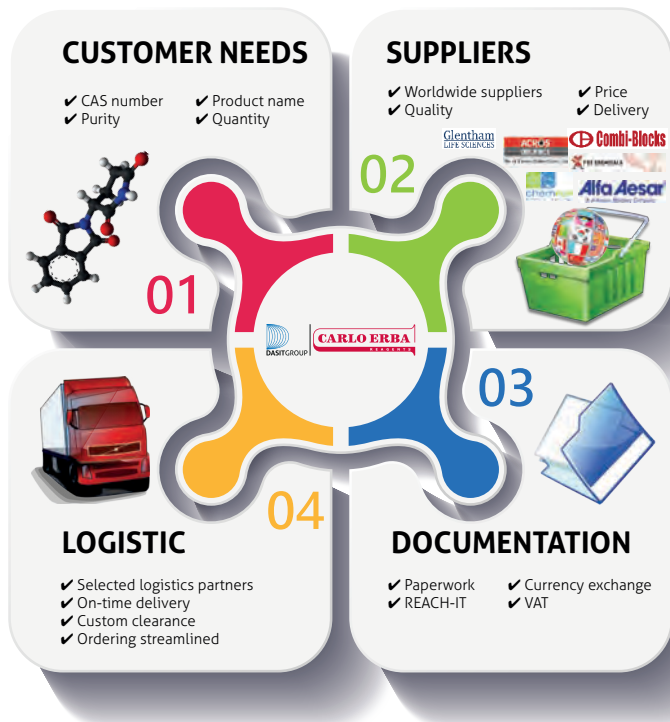 CUSTOMER NEEDS
✔ CAS number ✔ Product name
✔ Purity ✔ Quantity
01
SUPPLIERS
✔ Worldwide suppliers ✔ Price
✔ Quality ✔ Delivery
Glentham
LIFE SCIENCES
ACROS
Combi-Blocks
Alfa Aesar
02
DASITGROUP
CARLO ERBA
REAGENTS
03
04
LOGISTIC
✔ Selected logistics partners
✔ On-time delivery
✔ Custom clearance
✔ Ordering streamlined
DOCUMENTATION
✔ Paperwork ✔ Currency exchange
✔ REACH-IT ✔ VAT